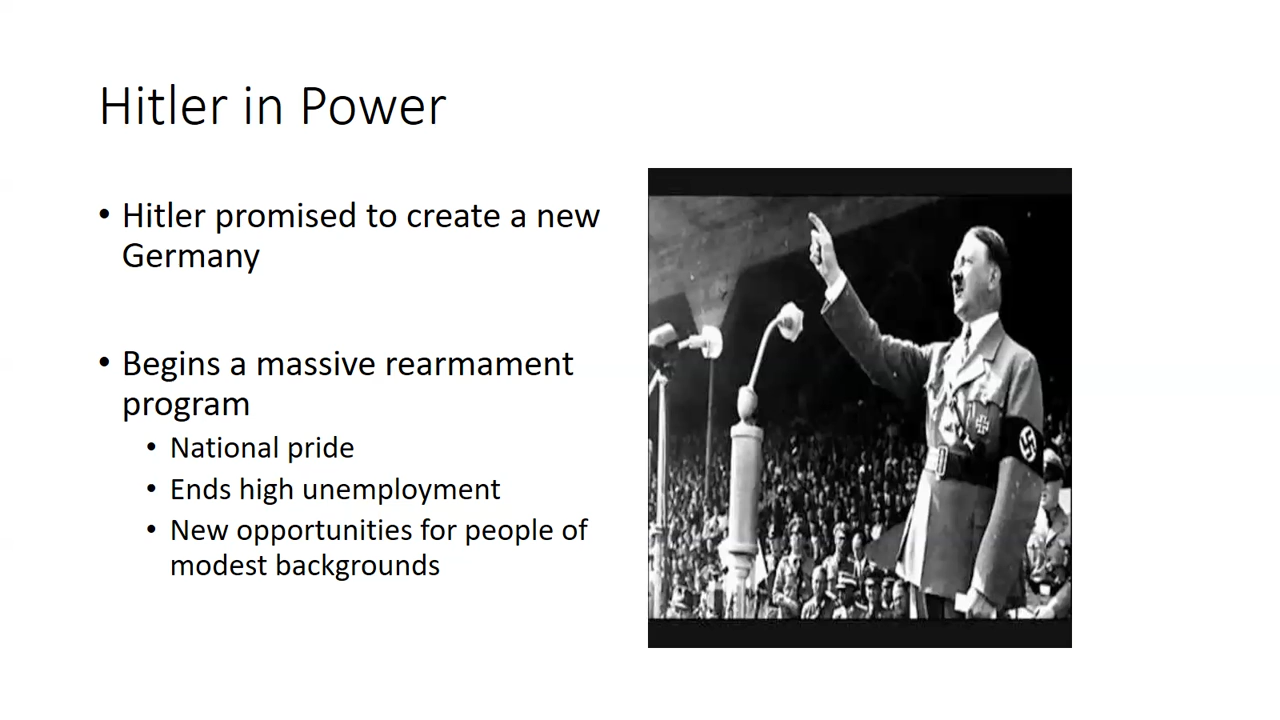 Hitler in Power
• Hitler promised to create a new
Germany
• Begins a massive rearmament
program
• National pride
• Ends high unemployment
• New opportunities for people of
modest backgrounds